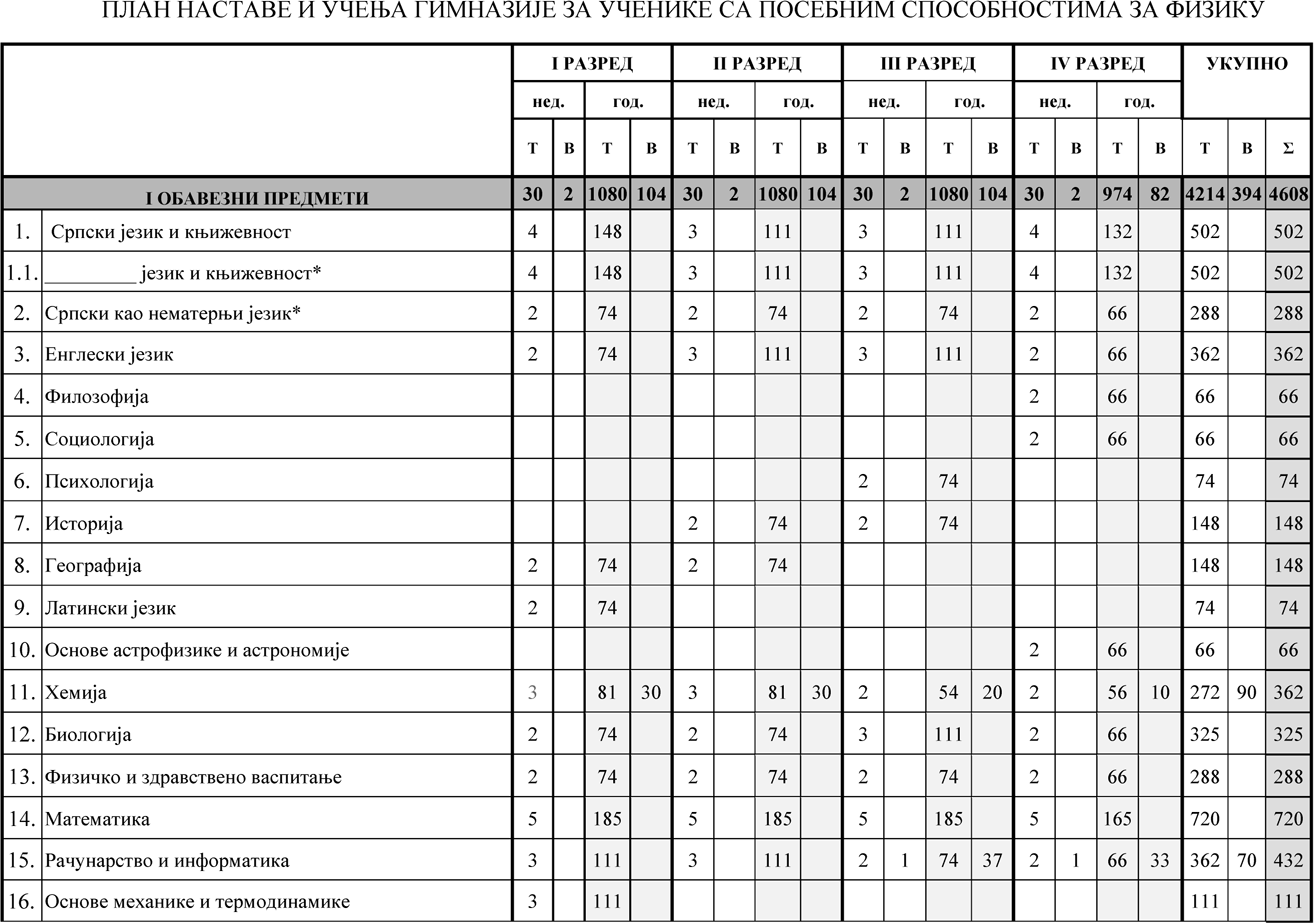 ПЛАН НАСТАВЕ И УЧЕЊА ГИМНАЗИЈЕ ЗА УЧЕНИКЕ СА ПОСЕБНИМ СПОСОБНОСТИМА ЗА ФИЗИКУ
I РАЗРЕД II РАЗРЕД III РАЗРЕД IV РАЗРЕД УКУПНО
нед. год. нед. год. нед. год. нед. год.
Т В Т В Т В Т В Т В Т В Т В Т В Т В Σ
I ОБАВЕЗНИ ПРЕДМЕТИ 30 2 1080 104 30 2 1080 104 30 2 1080 104 30 2 974 82 4214 394 4608
1. Српски језик и књижевност 4 148 3 111 3 111 4 132 502 502
1.1. __________ језик и књижевност* 4 148 3 111 3 111 4 132 502 502
2. Српски као нематерњи језик* 2 74 2 74 2 74 2 66 288 288
3. Енглески језик 2 74 3 111 3 111 2 66 362 362
4. Филозофија 2 66 66 66
5. Социологија 2 66 66 66
6. Психологија 2 74 74 74
7. Историја 2 74 2 74 148 148
8. Географија 2 74 2 74 148 148
9. Латински језик 2 74 74 74
10. Основе астрофизике и астрономије 2 66 66 66
11. Хемија 3 81 30 3 81 30 2 54 20 2 56 10 272 90 362
12. Биологија 2 74 2 74 3 111 2 66 325 325
13. Физичко и здравствено васпитање 2 74 2 74 2 74 2 66 288 288
14. Математика 5 185 5 185 5 185 5 165 720 720
15. Рачунарство и информатика 3 111 3 111 2 1 74 37 2 1 66 33 362 70 432
16. Основе механике и термодинамике 3 111 111 111